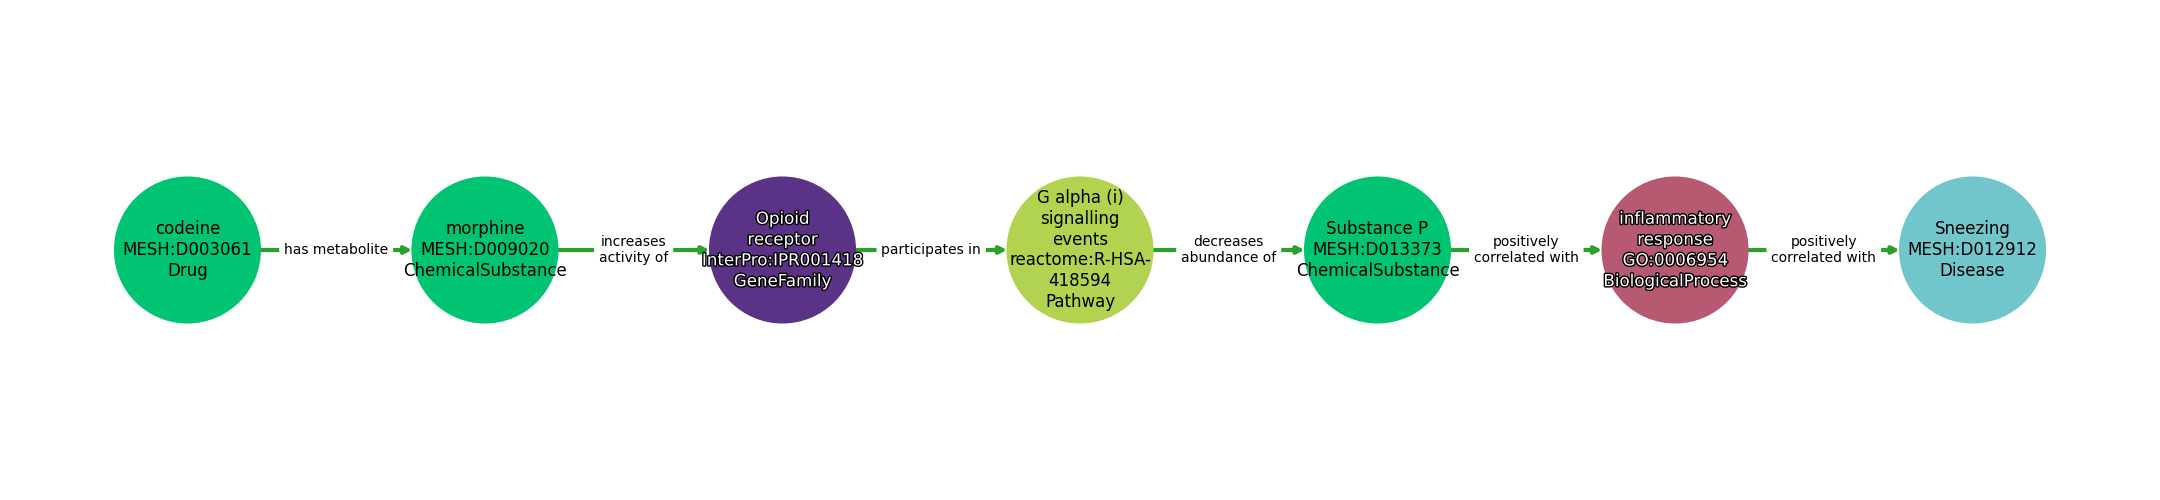 codeine
MESH:D003061
Drug
has metabolite
morphine
MESH:D009020
ChemicalSubstance
increases
activity of
Opioid
receptor
InterPro:IPR001418
GeneFamily
participates in
G alpha (i)
signalling
events
reactome:R-HSA-
418594
Pathway
decreases
abundance of
Substance P
MESH:D013373
ChemicalSubstance
positively
correlated with
inflammatory
response
GO:0006954
BiologicalProcess
positively
correlated with
Sneezing
MESH:D012912
Disease